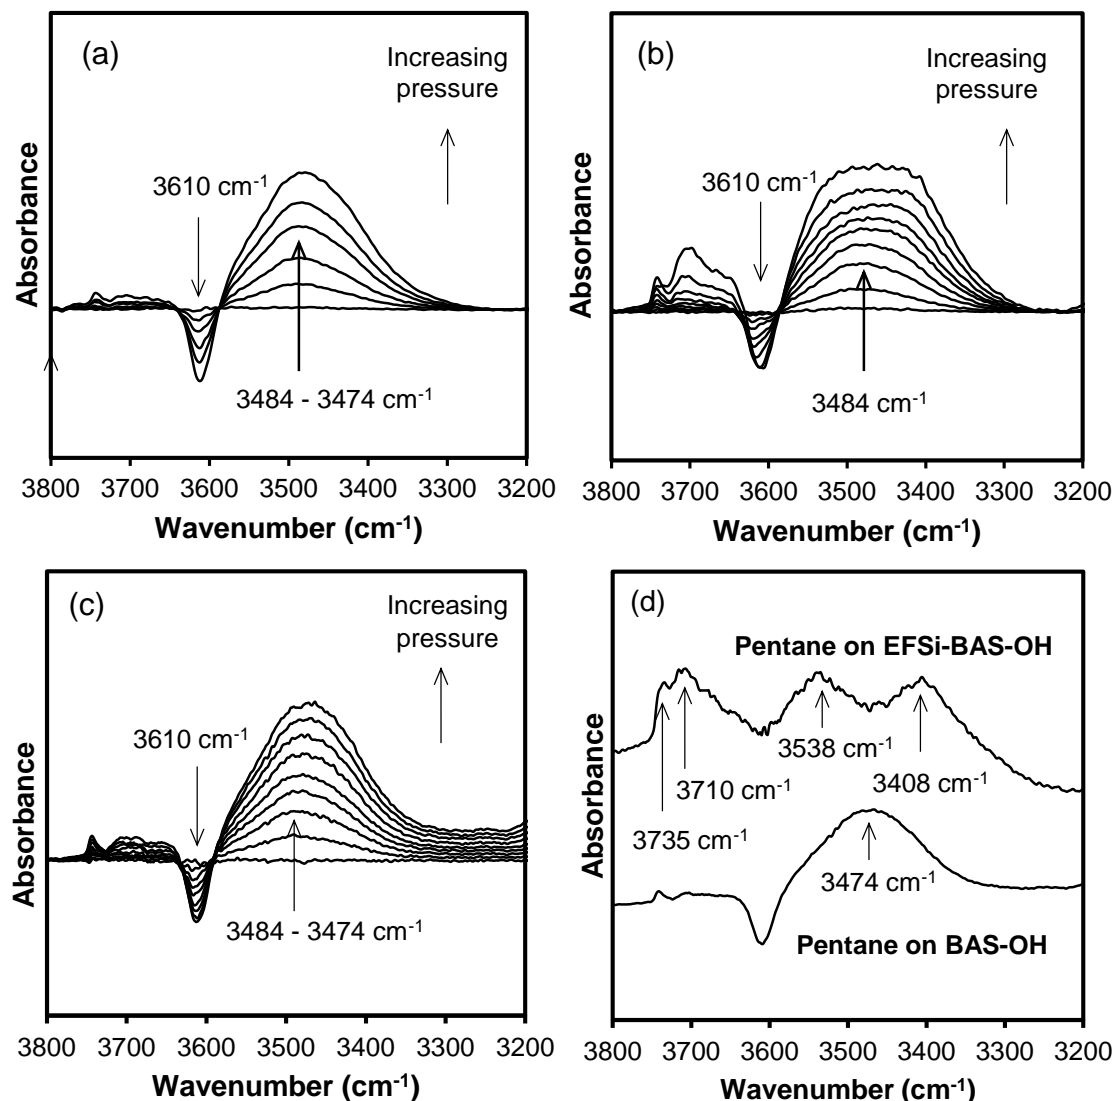 (a)
Increasing
pressure
3610 cm⁻¹
3484 - 3474 cm⁻¹
Absorbance
3800 3700 3600 3500 3400 3300 3200
Wavenumber (cm⁻¹)
(b)
Increasing
pressure
3610 cm⁻¹
3484 cm⁻¹
Absorbance
3800 3700 3600 3500 3400 3300 3200
Wavenumber (cm⁻¹)
(c)
Increasing
pressure
3610 cm⁻¹
3484 - 3474 cm⁻¹
Absorbance
3800 3700 3600 3500 3400 3300 3200
Wavenumber (cm⁻¹)
(d)
Pentane on EFSi-BAS-OH
3538 cm⁻¹
3710 cm⁻¹
3408 cm⁻¹
3735 cm⁻¹
3474 cm⁻¹
Pentane on BAS-OH
Absorbance
3800 3700 3600 3500 3400 3300 3200
Wavenumber (cm⁻¹)